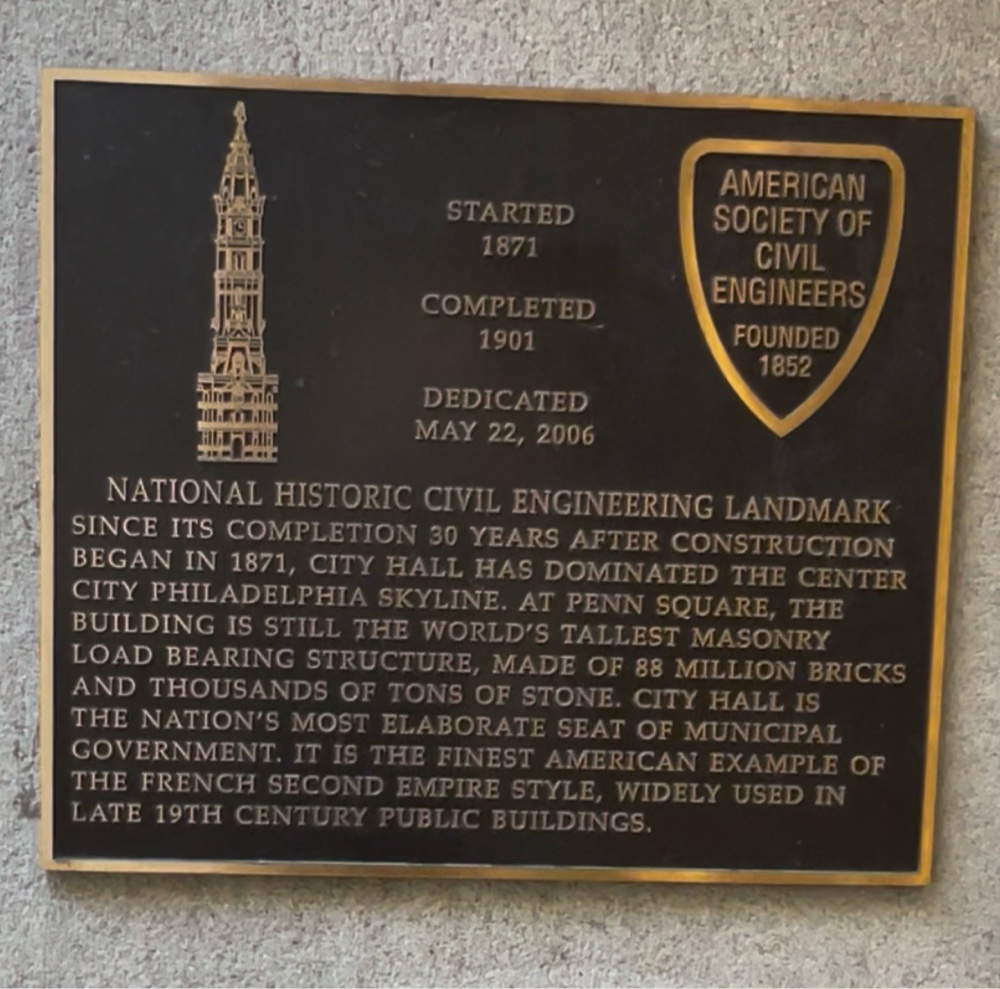 STARTED
1871
COMPLETED
1901
DEDICATED
MAY 22, 2006
AMERICAN
SOCIETY OF
CIVIL
ENGINEERS
FOUNDED
1852
NATIONAL HISTORIC CIVIL ENGINEERING LANDMARK
SINCE ITS COMPLETION 30 YEARS AFTER CONSTRUCTION
BEGAN IN 1871, CITY HALL HAS DOMINATED THE CENTER
CITY PHILADELPHIA SKYLINE. AT PENN SQUARE, THE
BUILDING IS STILL THE WORLD'S TALLEST MASONRY
LOAD BEARING STRUCTURE, MADE OF 88 MILLION BRICKS
AND THOUSANDS OF TONS OF STONE. CITY HALL IS
THE NATION'S MOST ELABORATE SEAT OF MUNICIPAL
GOVERNMENT. IT IS THE FINEST AMERICAN EXAMPLE OF
THE FRENCH SECOND EMPIRE STYLE, WIDELY USED IN
LATE 19TH CENTURY PUBLIC BUILDINGS.